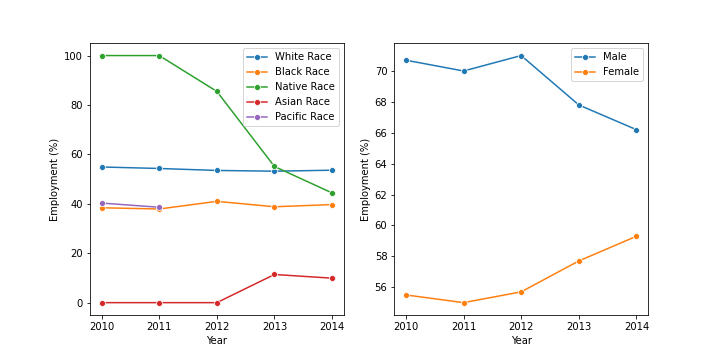 100
80
60
40
20
0
Employment (%)
2010 2011 2012 2013 2014
Year
White Race
Black Race
Native Race
Asian Race
Pacific Race
70
68
66
64
62
60
58
56
Employment (%)
2010 2011 2012 2013 2014
Year
Male
Female